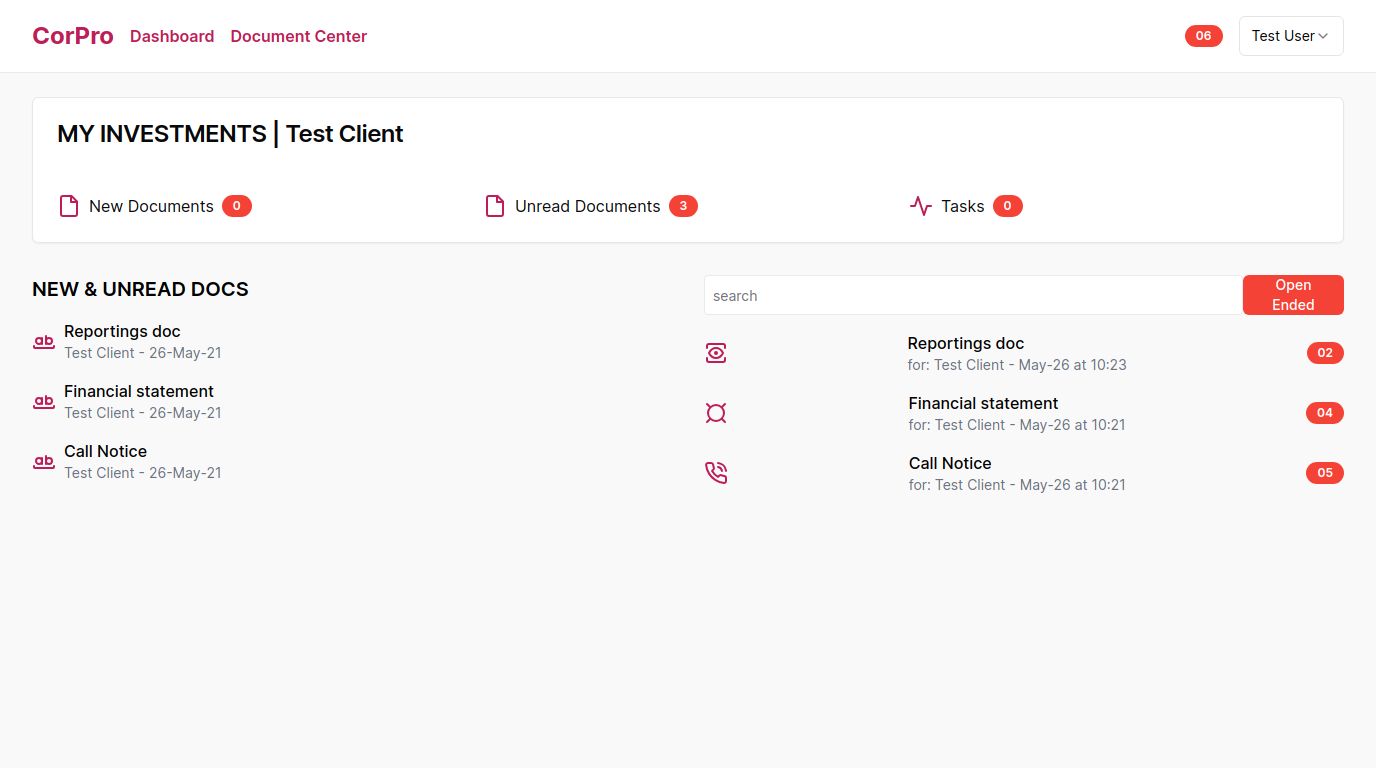 CorPro Dashboard Document Center 06 Test User
MY INVESTMENTS | Test Client
New Documents 0 Unread Documents 3 Tasks 0
NEW & UNREAD DOCS
ab Reportings doc
Test Client - 26-May-21
ab Financial statement
Test Client - 26-May-21
ab Call Notice
Test Client - 26-May-21
search
Open
Ended
Reportings doc
for: Test Client - May-26 at 10:23
02
Financial statement
for: Test Client - May-26 at 10:21
04
Call Notice
for: Test Client - May-26 at 10:21
05